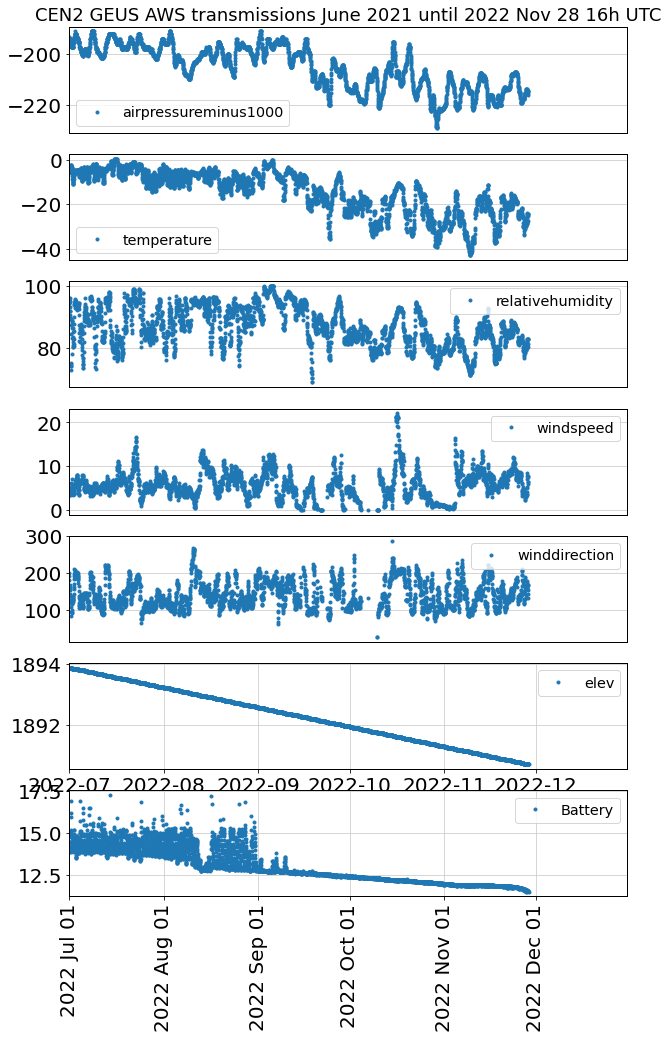 CEN2 GEUS AWS transmissions June 2021 until 2022 Nov 28 16h UTC
−200
−220
airpressureminus1000
0
−20
−40
temperature
100
80
relativehumidity
20
10
0
windspeed
300
200
100
winddirection
1894
1892
elev
2022-07 2022-08 2022-09 2022-10 2022-11 2022-12
17.5
15.0
12.5
Battery
2022 Jul 01
2022 Aug 01
2022 Sep 01
2022 Oct 01
2022 Nov 01
2022 Dec 01